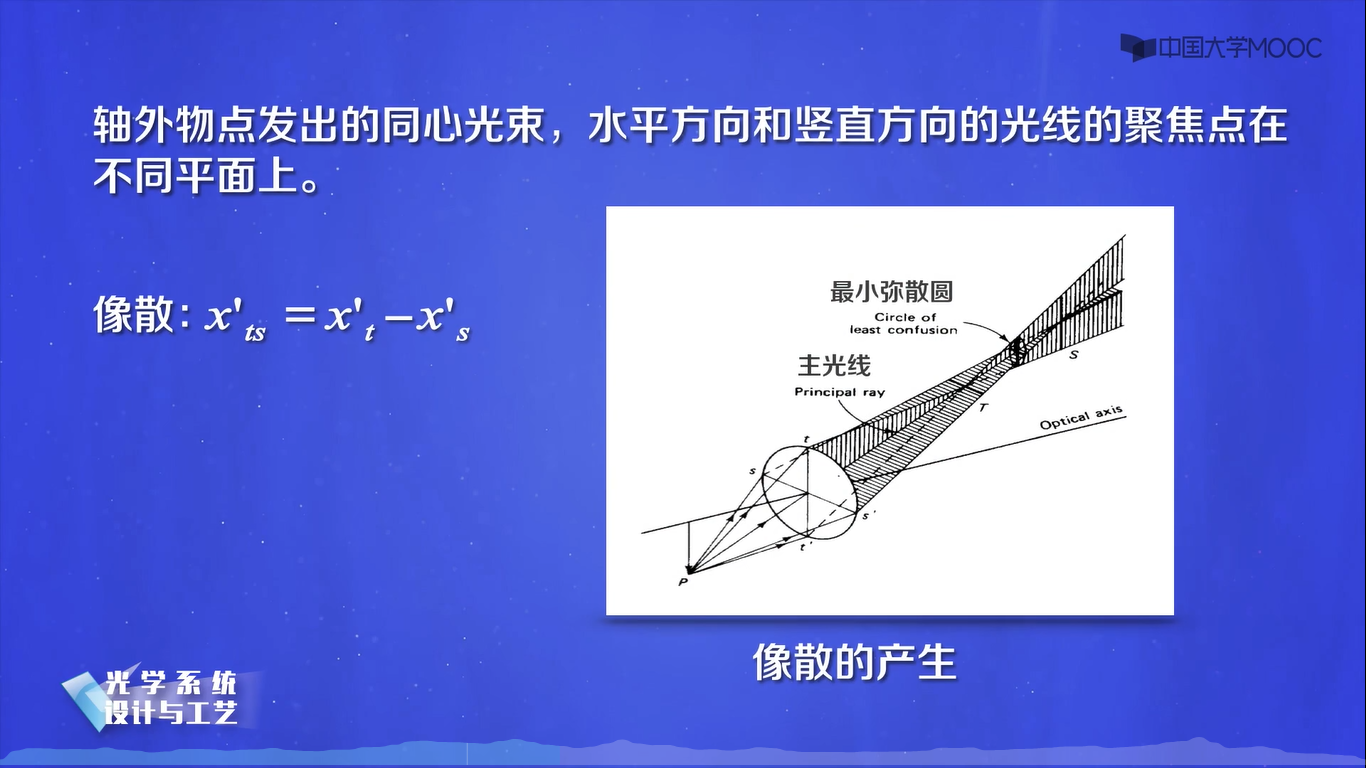 中国大学MOOC
轴外物点发出的同心光束，水平方向和竖直方向的光线的聚焦点在
不同平面上。
像散：x'ts = x't − x's
最小弥散圆
Circle of
least confusion
主光线
Principal ray
S
T
Optical axis
t
s
s'
t'
P
像散的产生
光学系统
设计与工艺